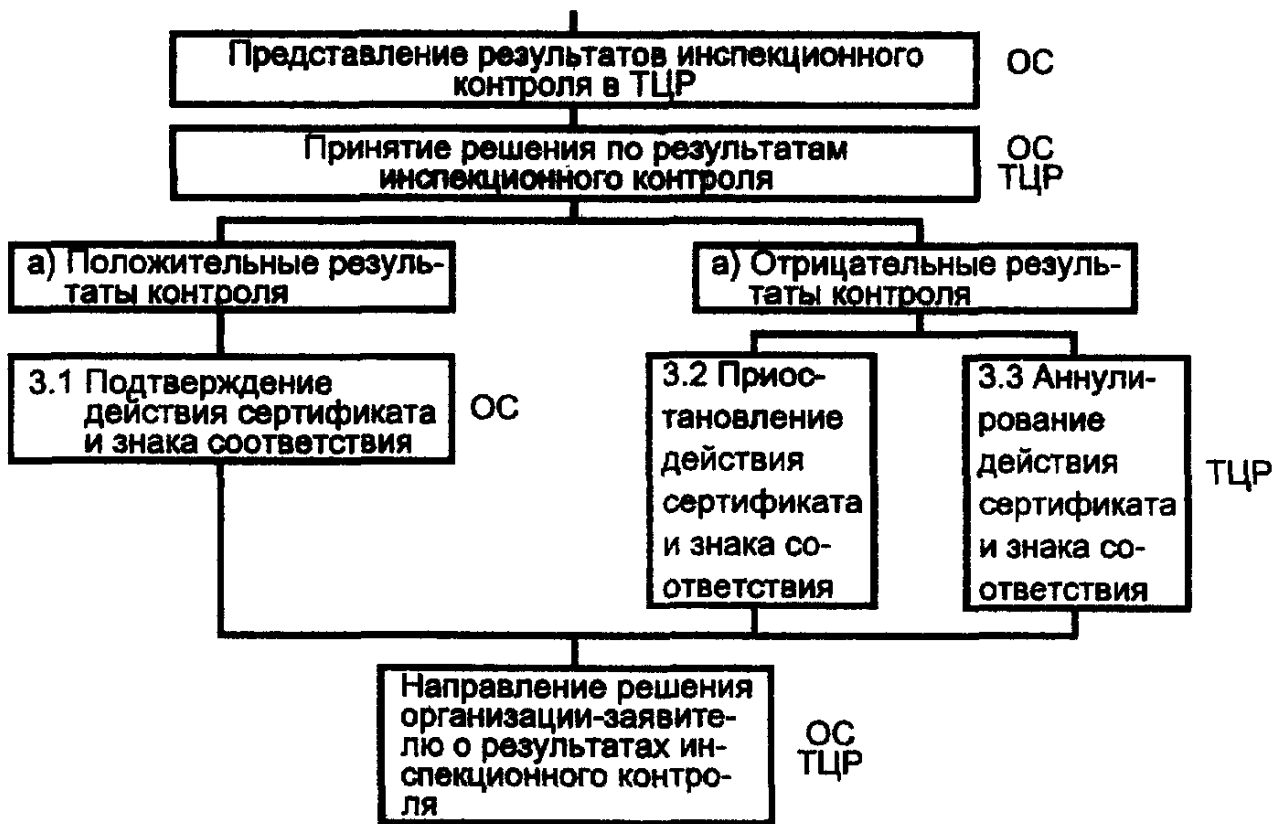 Представление результатов инспекционного
контроля в ТЦР
ОС
Принятие решения по результатам
инспекционного контроля
ОС
ТЦР
а) Положительные резуль-
таты контроля
а) Отрицательные резуль-
таты контроля
3.1 Подтверждение
действия сертификата
и знака соответствия
ОС
3.2 Приос-
тановление
действия
сертификата
и знака со-
ответствия
3.3 Аннули-
рование
действия
сертификата
и знака со-
ответствия
ТЦР
Направление решения
организации-заявите-
лю о результатах ин-
спекционного контро-
ля
ОС
ТЦР